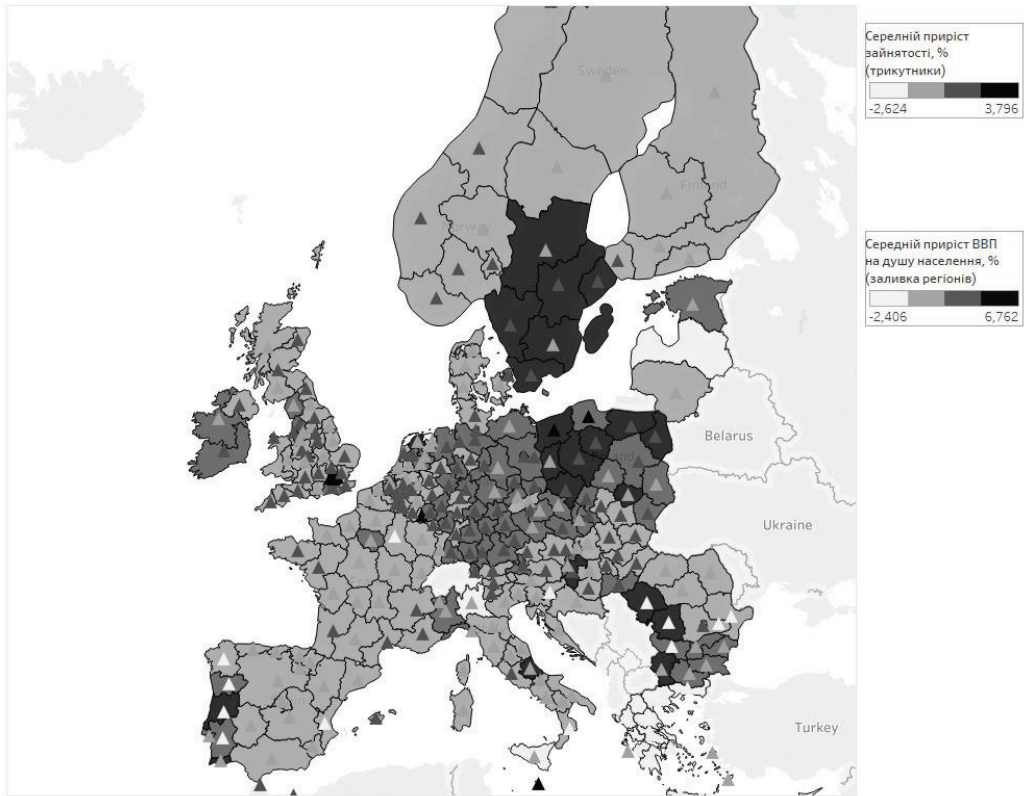 Sweden
Finland
Norway
Belarus
Ukraine
Turkey
Серелній приріст
зайнятості, %
(трикутники)
-2,624 3,796
Середній приріст ВВП
на душу населення, %
(заливка регіонів)
-2,406 6,762